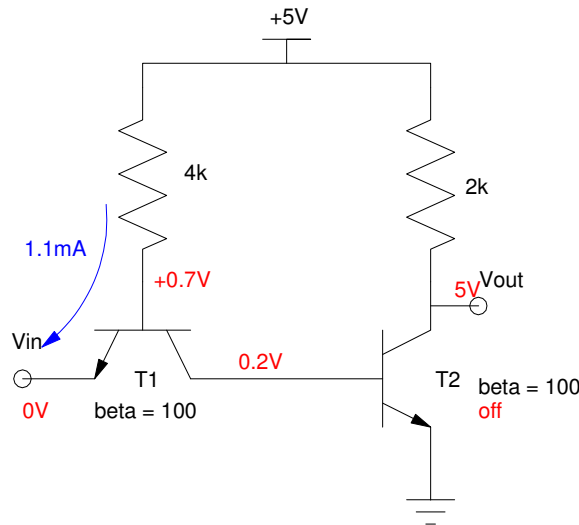 +5V
4k
2k
1.1mA
+0.7V
5V
Vout
Vin
0.2V
T1
T2
0V
beta = 100
beta = 100
off